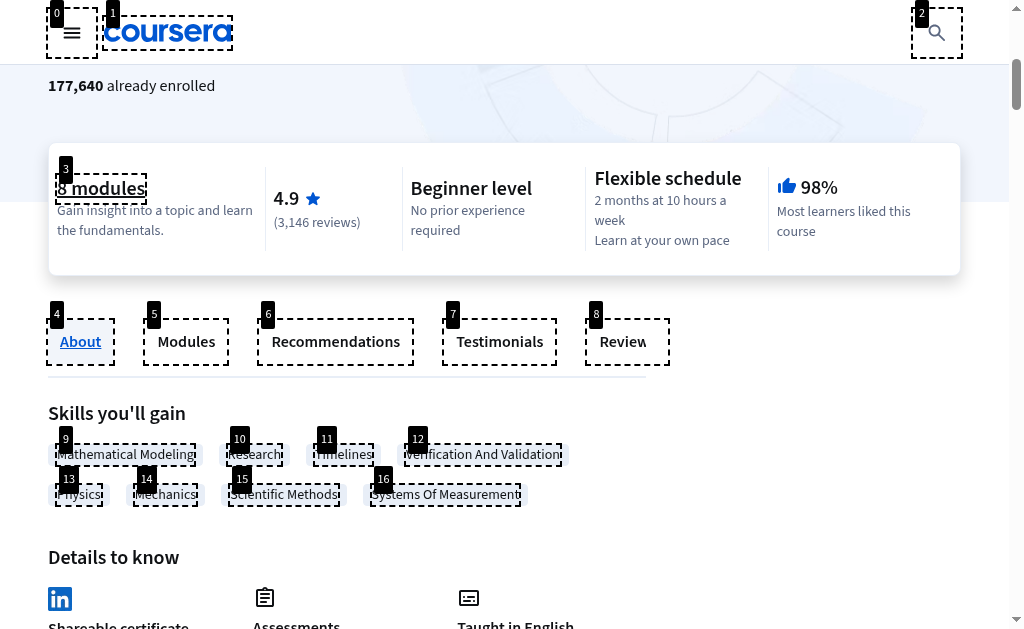 0
1
2
coursera
177,640 already enrolled
3
8 modules
Gain insight into a topic and learn
the fundamentals.
4.9
(3,146 reviews)
Beginner level
No prior experience
required
Flexible schedule
2 months at 10 hours a
week
Learn at your own pace
98%
Most learners liked this
course
4
5
6
7
8
About
Modules
Recommendations
Testimonials
Review
Skills you'll gain
9
10
11
12
Mathematical Modeling
Research
Timelines
Verification And Validation
13
14
15
16
Physics
Mechanics
Scientific Methods
Systems Of Measurement
Details to know
in
Shareable certificate
Assessments
Taught in English